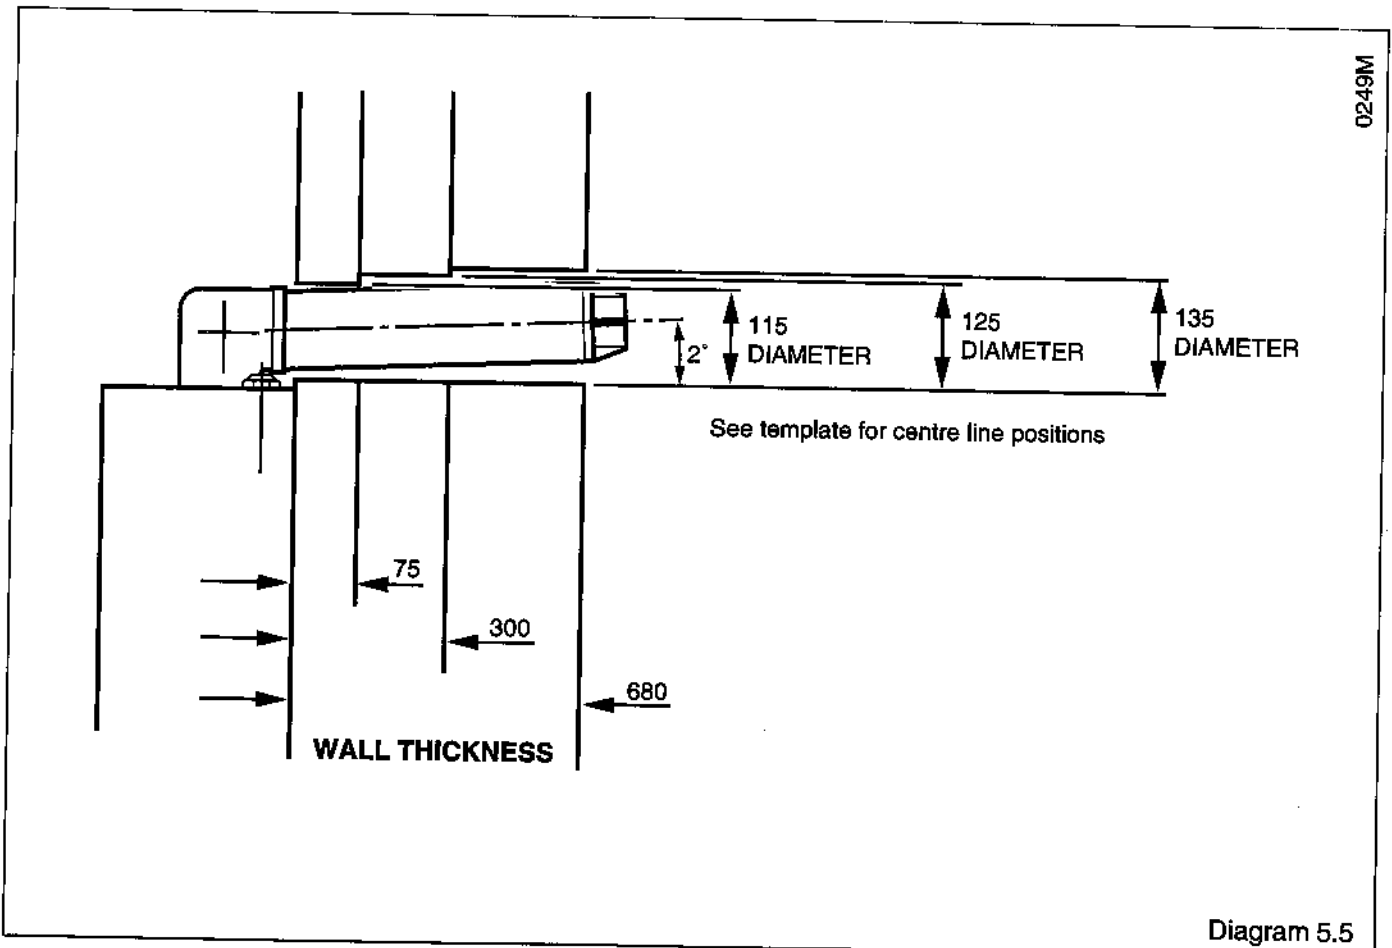 0249M
115
DIAMETER
125
DIAMETER
135
DIAMETER
2°
See template for centre line positions
75
300
680
WALL THICKNESS
Diagram 5.5